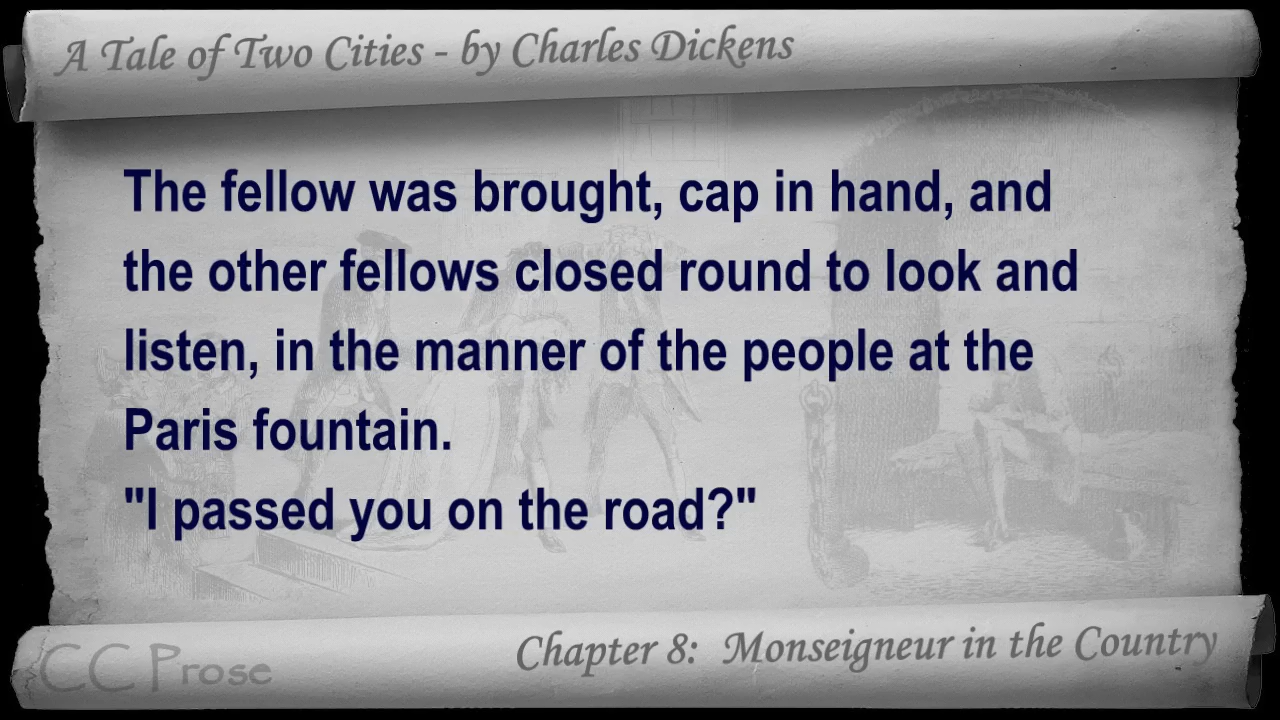 A Tale of Two Cities - by Charles Dickens
The fellow was brought, cap in hand, and
the other fellows closed round to look and
listen, in the manner of the people at the
Paris fountain.
"I passed you on the road?"
Chapter 8: Monseigneur in the Country
CC Prose